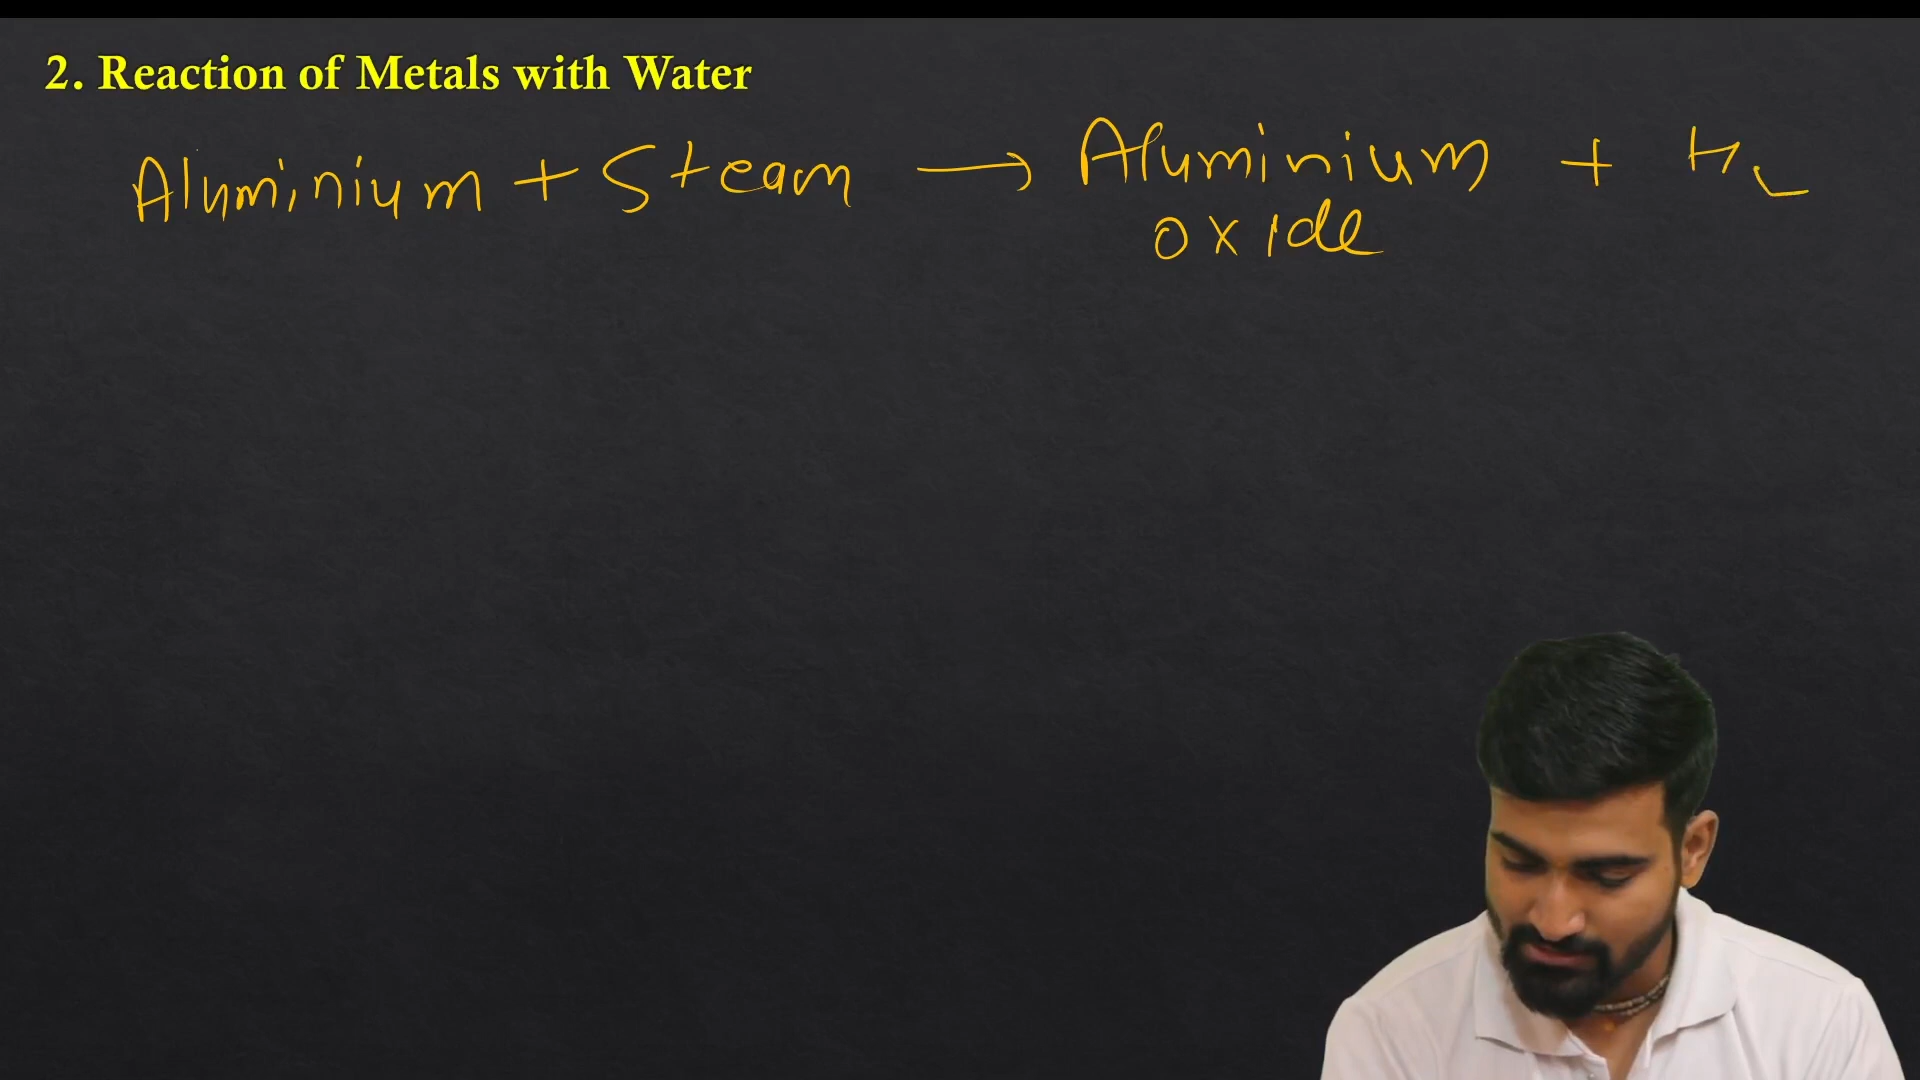 2. Reaction of Metals with Water
Aluminium + Steam → Aluminium + H₂
oxide